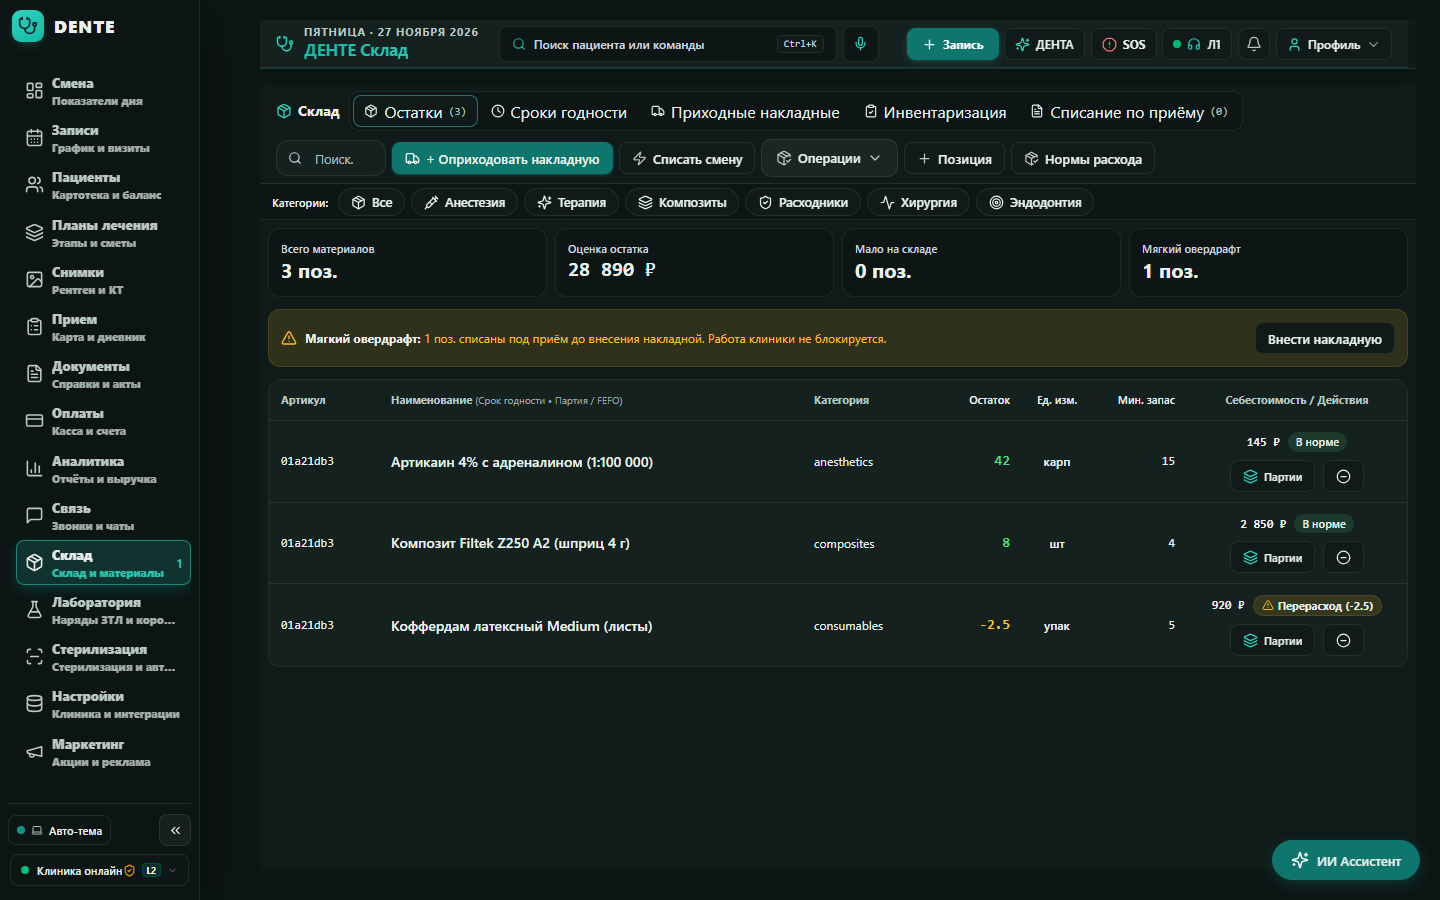 DENTE
Смена
Показатели дня
Записи
График и визиты
Пациенты
Картотека и баланс
Планы лечения
Этапы и сметы
Снимки
Рентген и КТ
Прием
Карта и дневник
Документы
Справки и акты
Оплаты
Касса и счета
Аналитика
Отчёты и выручка
Связь
Звонки и чаты
Склад
Склад и материалы
1
Лаборатория
Наряды ЗТЛ и коро...
Стерилизация
Стерилизация и авт...
Настройки
Клиника и интеграции
Маркетинг
Акции и реклама
Авто-тема
Клиника онлайн L2
ПЯТНИЦА · 27 НОЯБРЯ 2026
ДЕНТЕ Склад
Поиск пациента или команды Ctrl+K
Запись
ДЕНТА
SOS
Л1
Профиль
Склад
Остатки (3)
Сроки годности
Приходные накладные
Инвентаризация
Списание по приёму (0)
Поиск.
+ Оприходовать накладную
Списать смену
Операции
Позиция
Нормы расхода
Категории:
Все
Анестезия
Терапия
Композиты
Расходники
Хирургия
Эндодонтия
Всего материалов
3 поз.
Оценка остатка
28 890 ₽
Мало на складе
0 поз.
Мягкий овердрафт
1 поз.
Мягкий овердрафт: 1 поз. списаны под приём до внесения накладной. Работа клиники не блокируется.
Внести накладную
Артикул Наименование (Срок годности • Партия / FEFO) Категория Остаток Ед. изм. Мин. запас Себестоимость / Действия
01a21db3 Артикаин 4% с адреналином (1:100 000) anesthetics 42 карп 15 145 ₽ В норме
Партии
01a21db3 Композит Filtek Z250 A2 (шприц 4 г) composites 8 шт 4 2 850 ₽ В норме
Партии
01a21db3 Коффердам латексный Medium (листы) consumables -2.5 упак 5 920 ₽ Перерасход (-2.5)
Партии
ИИ Ассистент